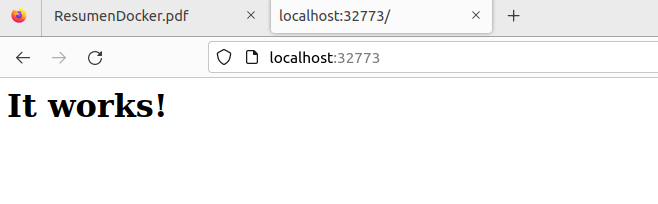 ResumenDocker.pdf
localhost:32773/
localhost:32773
It works!